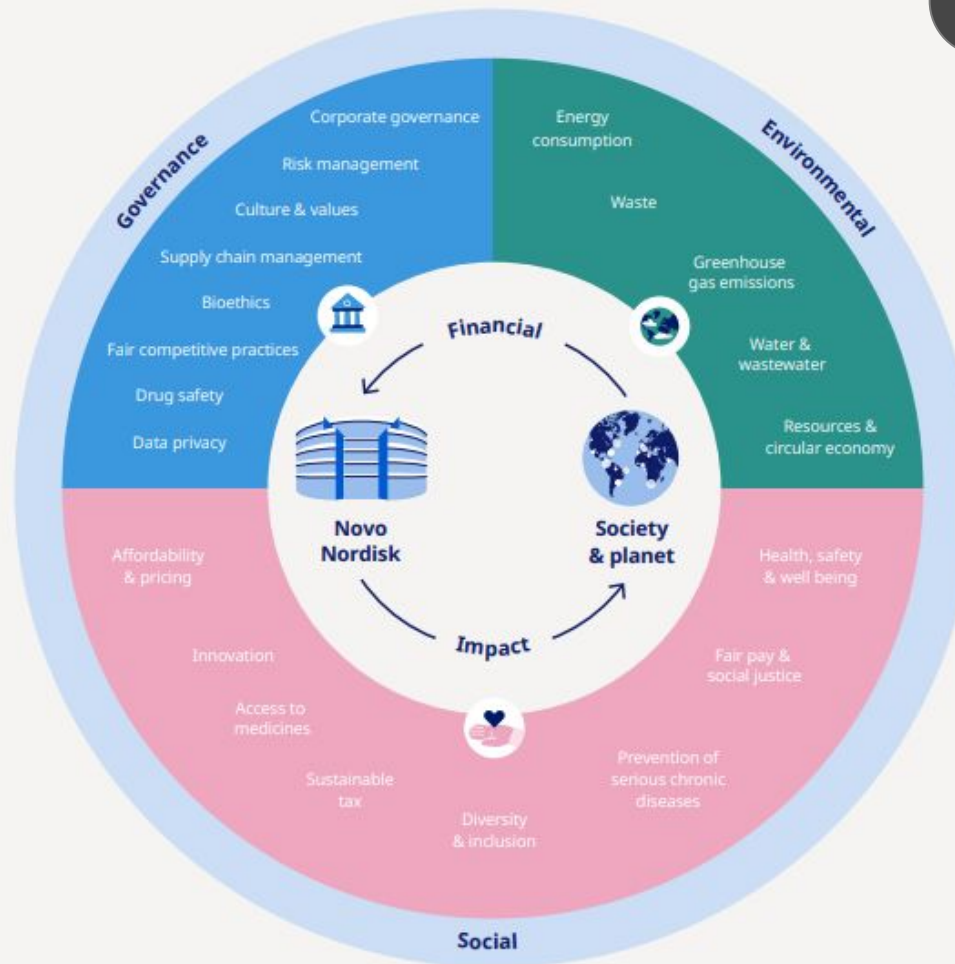 Governance
Corporate governance
Risk management
Culture & values
Supply chain management
Bioethics
Fair competitive practices
Drug safety
Data privacy
Environmental
Energy
consumption
Waste
Greenhouse
gas emissions
Water &
wastewater
Resources &
circular economy
Financial
Novo
Nordisk
Society
& planet
Impact
Affordability
& pricing
Innovation
Access to
medicines
Sustainable
tax
Diversity
& inclusion
Prevention of
serious chronic
diseases
Fair pay &
social justice
Health, safety
& well being
Social